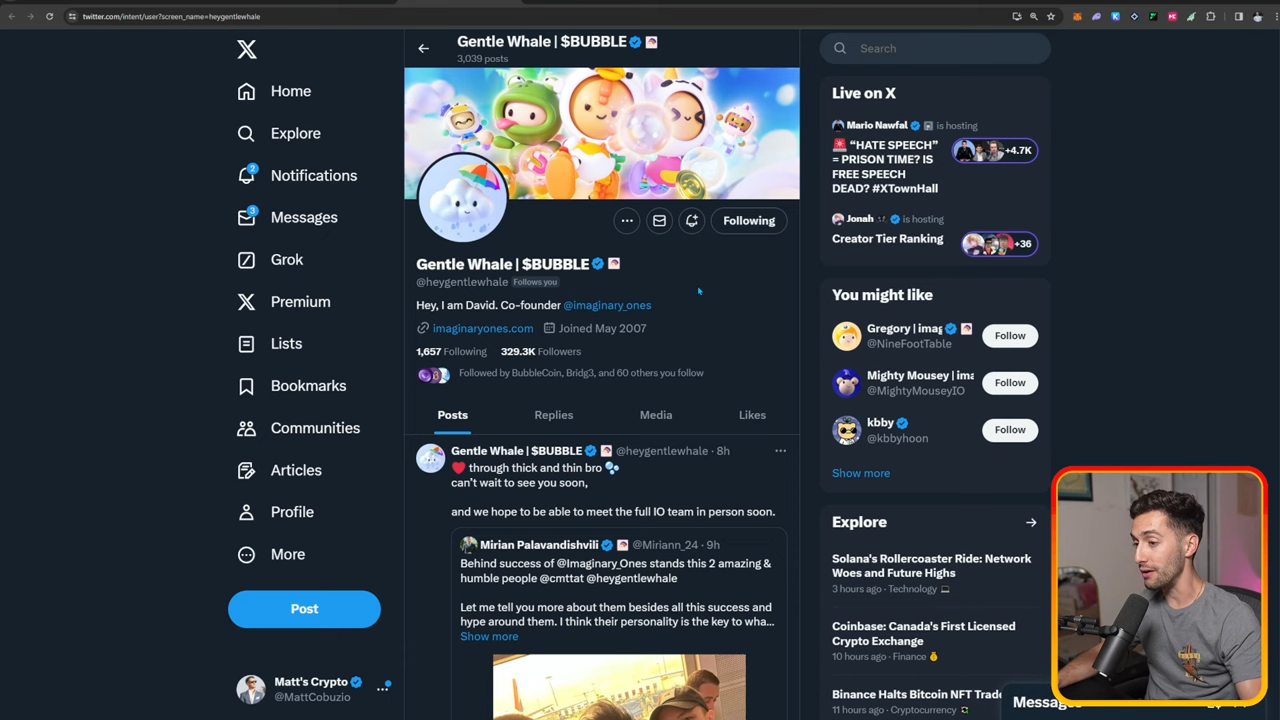 twitter.com/intent/user?screen_name=heygentlewhale
Home
Explore
2
Notifications
3
Messages
Grok
Premium
Lists
Bookmarks
Communities
Articles
Profile
More
Post
Matt's Crypto
@MattCobuzio
Gentle Whale | $BUBBLE
3,039 posts
Following
Gentle Whale | $BUBBLE
@heygentlewhale Follows you
Hey, I am David. Co-founder @imaginary_ones
imaginaryones.com Joined May 2007
1,657 Following 329.3K Followers
Followed by BubbleCoin, Bridg3, and 60 others you follow
Posts Replies Media Likes
Gentle Whale | $BUBBLE @heygentlewhale · 8h
❤️ through thick and thin bro 🫧
can't wait to see you soon,
and we hope to be able to meet the full IO team in person soon.
Mirian Palavandishvili @Miriann_24 · 9h
Behind success of @Imaginary_Ones stands this 2 amazing &
humble people @cmttat @heygentlewhale
Let me tell you more about them besides all this success and
hype around them. I think their personality is the key to wha...
Show more
Search
Live on X
Mario Nawfal is hosting
🚨 “HATE SPEECH”
= PRISON TIME? IS
FREE SPEECH
DEAD? #XTownHall
+4.7K
Jonah is hosting
Creator Tier Ranking
+36
You might like
Gregory | imag
@NineFootTable
Follow
Mighty Mousey | ima
@MightyMouseyIO
Follow
kbby
@kbbyhoon
Follow
Show more
Explore
Solana's Rollercoaster Ride: Network
Woes and Future Highs
3 hours ago · Technology
Coinbase: Canada's First Licensed
Crypto Exchange
10 hours ago · Finance
Binance Halts Bitcoin NFT Trade
11 hours ago · Cryptocurrency
Messages